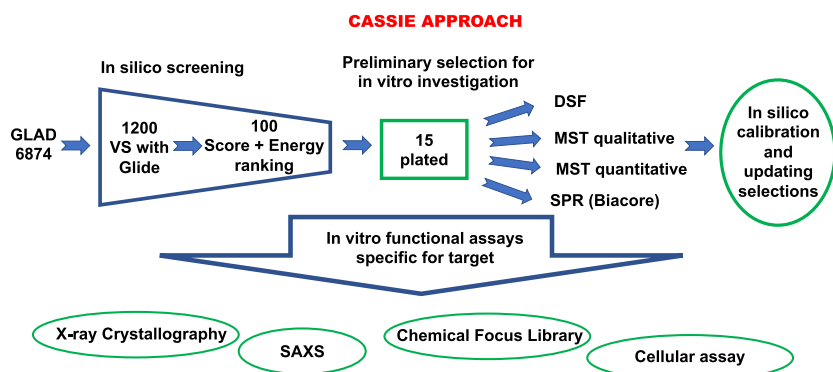 CASSIE APPROACH
In silico screening
GLAD
6874
1200
VS with
Glide
100
Score + Energy
ranking
Preliminary selection for
in vitro investigation
15
plated
DSF
MST qualitative
MST quantitative
SPR (Biacore)
In silico
calibration
and
updating
selections
In vitro functional assays
specific for target
X-ray Crystallography
SAXS
Chemical Focus Library
Cellular assay